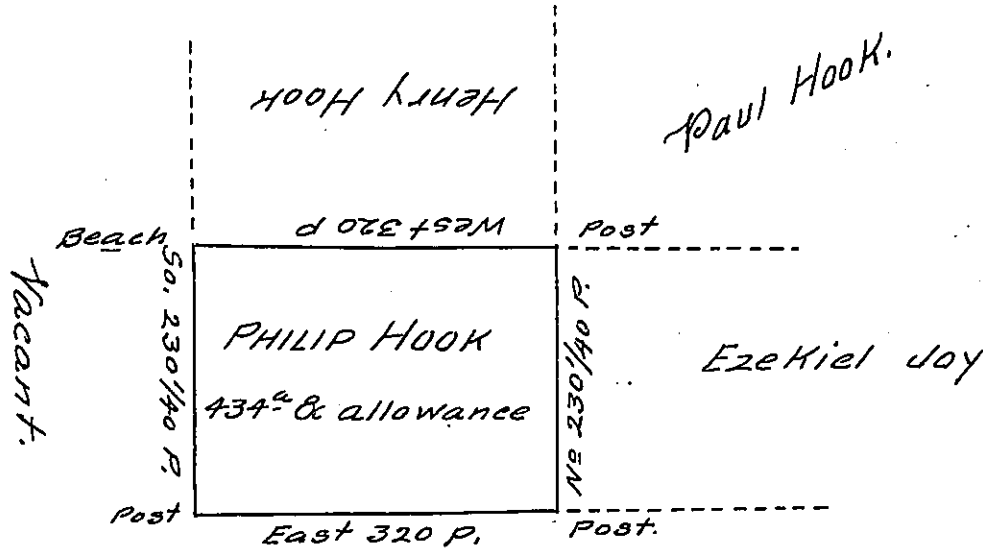 Henry Hook
Paul Hook.
West 320 P
Beach
Post
Vacant.
So. 230 1/40 P.
PHILIP HOOK
434a & allowance
No 230 1/40 P.
Ezekiel Joy
Post
East 320 P.
Post.